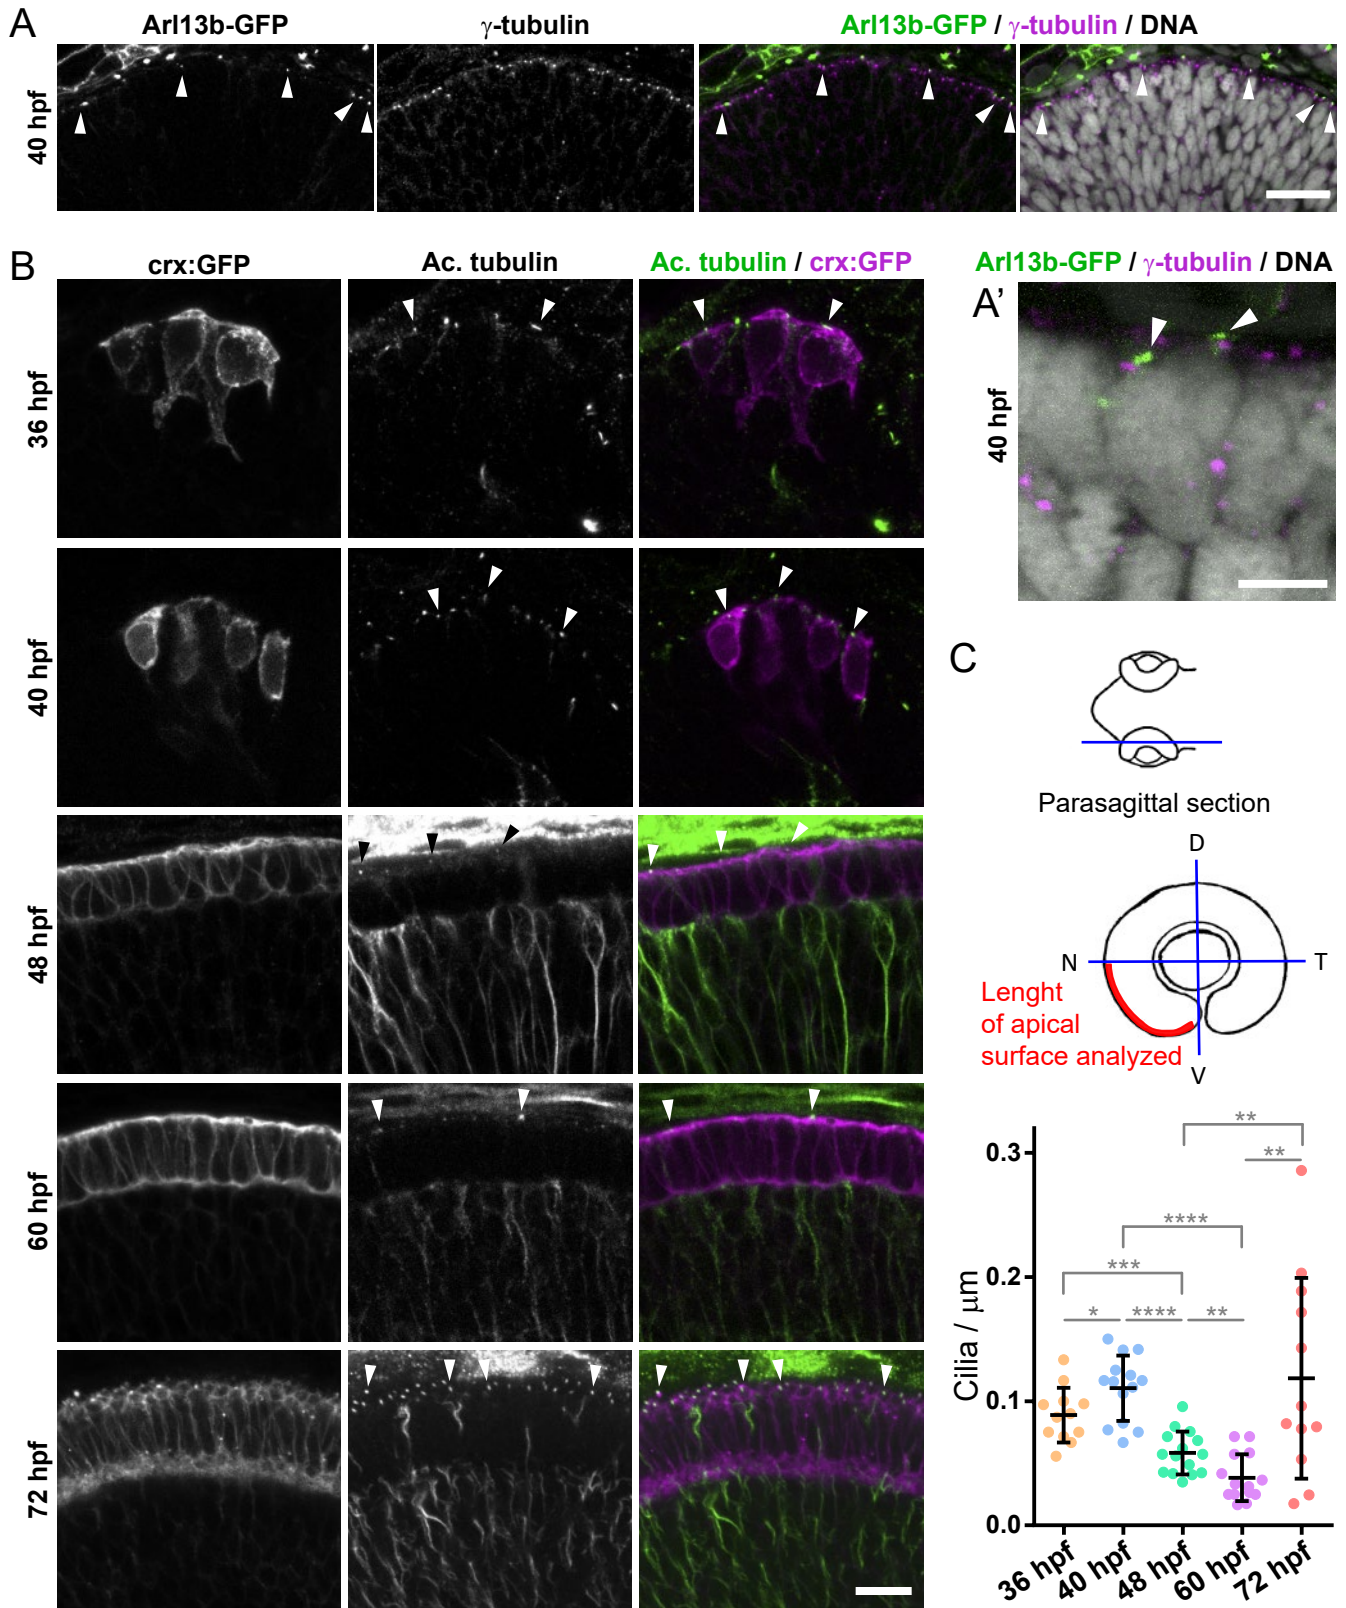 A
Arl13b-GFP
γ-tubulin
Arl13b-GFP / γ-tubulin / DNA
40 hpf
B
crx:GFP
Ac. tubulin
Ac. tubulin / crx:GFP
36 hpf
40 hpf
48 hpf
60 hpf
72 hpf
Arl13b-GFP / γ-tubulin / DNA
A'
40 hpf
C
Parasagittal section
D
N
T
Lenght
of apical
surface analyzed
V
**
**
****
***
*
****
**
Cilia / μm
0.3
0.2
0.1
0.0
36 hpf
40 hpf
48 hpf
60 hpf
72 hpf